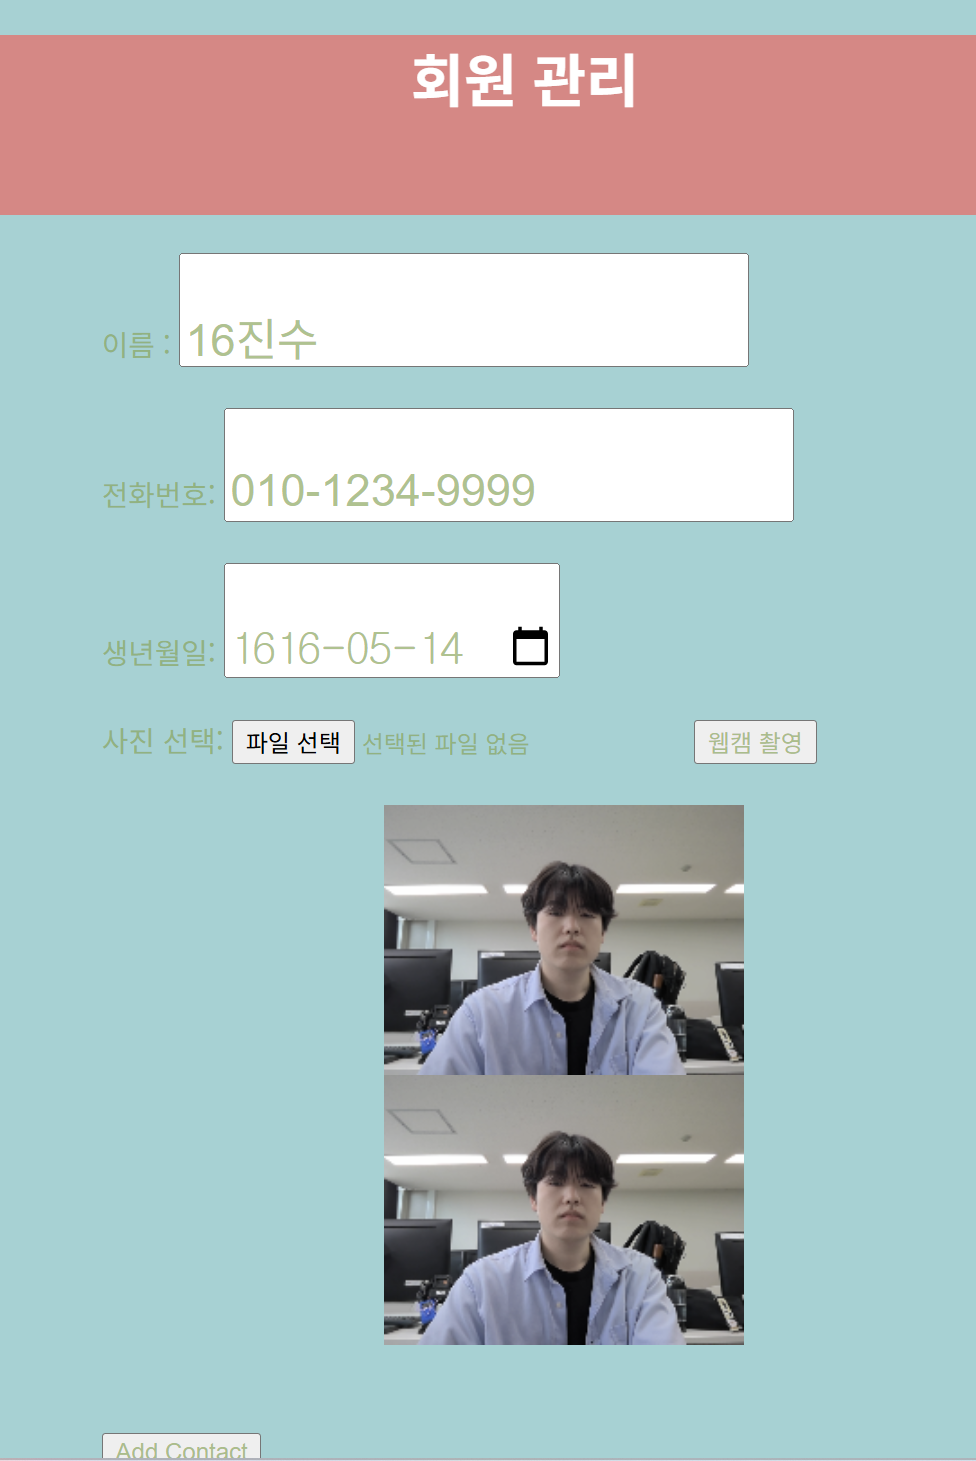 회원 관리
이름 : 16진수
전화번호: 010-1234-9999
생년월일: 1616-05-14
사진 선택: 파일 선택 선택된 파일 없음 웹캠 촬영
Add Contact